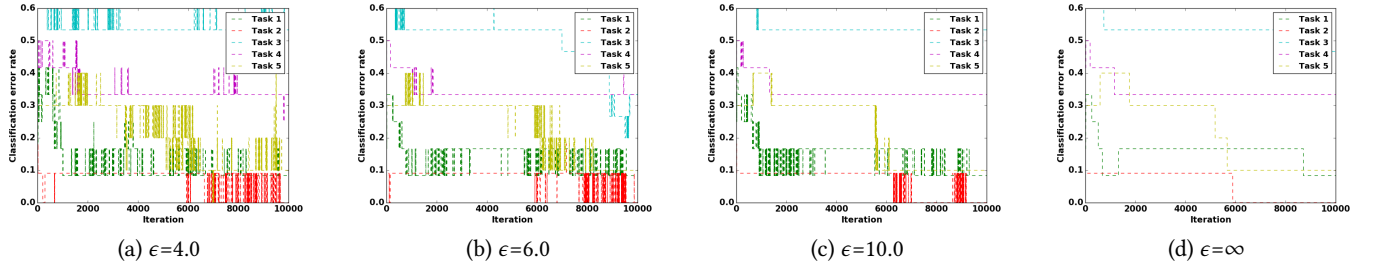 Classification error rate
0.6
0.5
0.4
0.3
0.2
0.1
0.0
Task 1
Task 2
Task 3
Task 4
Task 5
0 2000 4000 6000 8000 10000
Iteration
(a) ϵ=4.0
Classification error rate
0.6
0.5
0.4
0.3
0.2
0.1
0.0
Task 1
Task 2
Task 3
Task 4
Task 5
0 2000 4000 6000 8000 10000
Iteration
(b) ϵ=6.0
Classification error rate
0.6
0.5
0.4
0.3
0.2
0.1
0.0
Task 1
Task 2
Task 3
Task 4
Task 5
0 2000 4000 6000 8000 10000
Iteration
(c) ϵ=10.0
Classification error rate
0.6
0.5
0.4
0.3
0.2
0.1
0.0
Task 1
Task 2
Task 3
Task 4
Task 5
0 2000 4000 6000 8000 10000
Iteration
(d) ϵ=∞